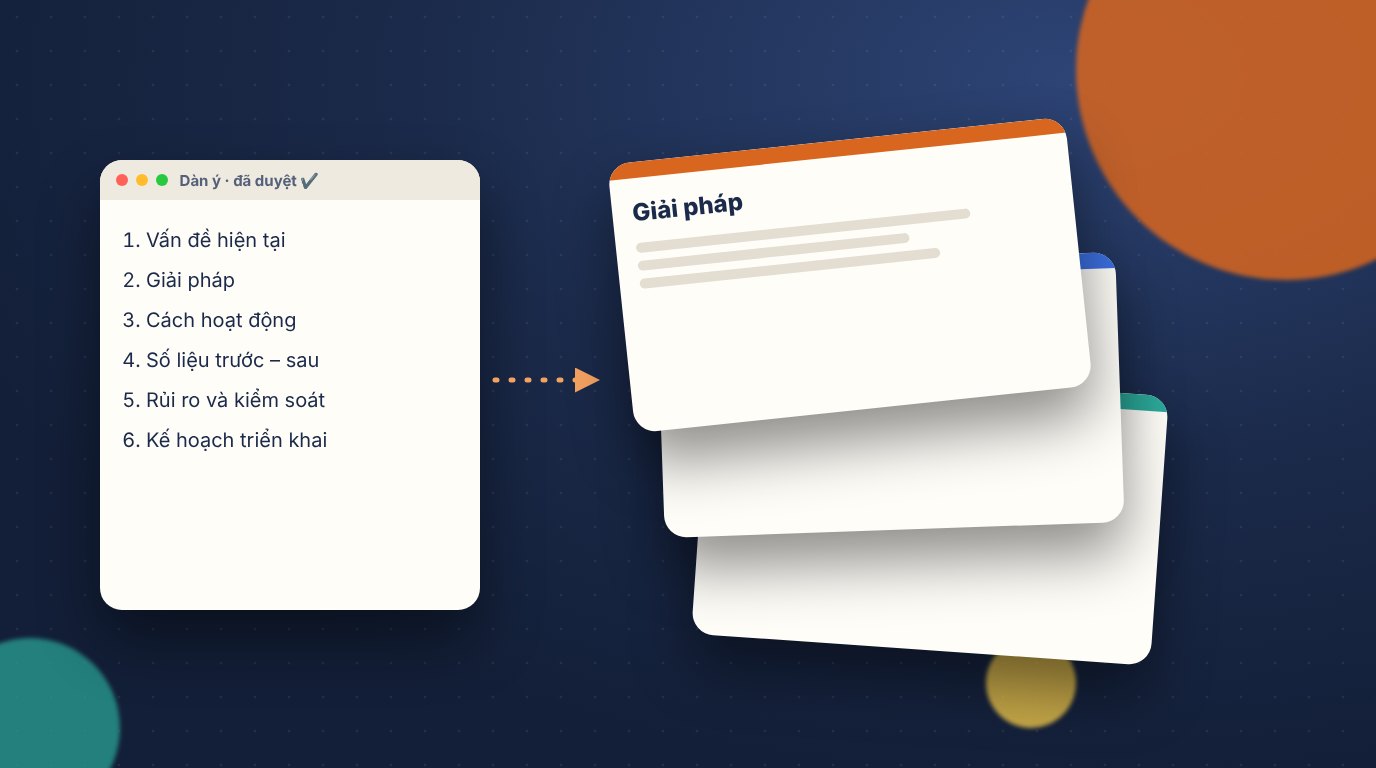 Dàn ý · đã duyệt ✔
1. Vấn đề hiện tại
2. Giải pháp
3. Cách hoạt động
4. Số liệu trước – sau
5. Rủi ro và kiểm soát
6. Kế hoạch triển khai
Giải pháp